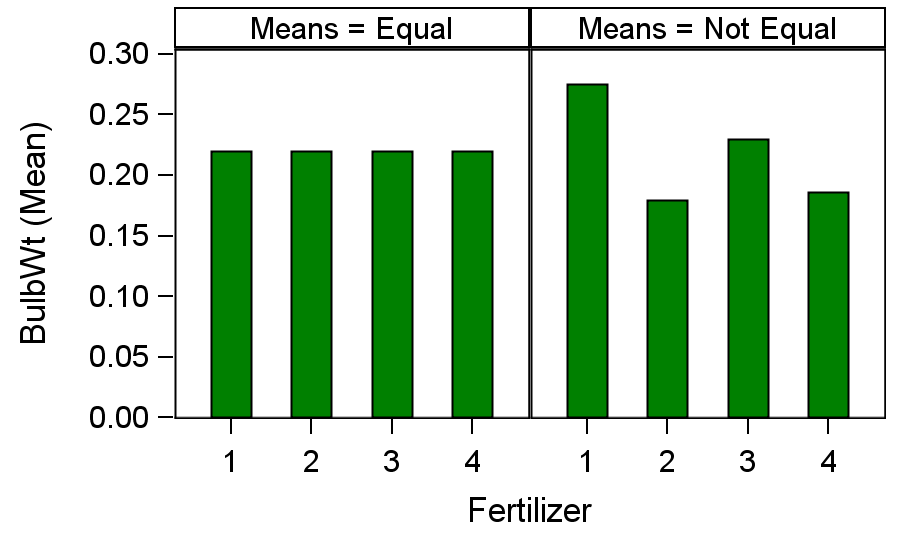 Means = Equal
Means = Not Equal
0.30
0.25
0.20
0.15
0.10
0.05
0.00
BulbWt (Mean)
1 2 3 4 1 2 3 4
Fertilizer